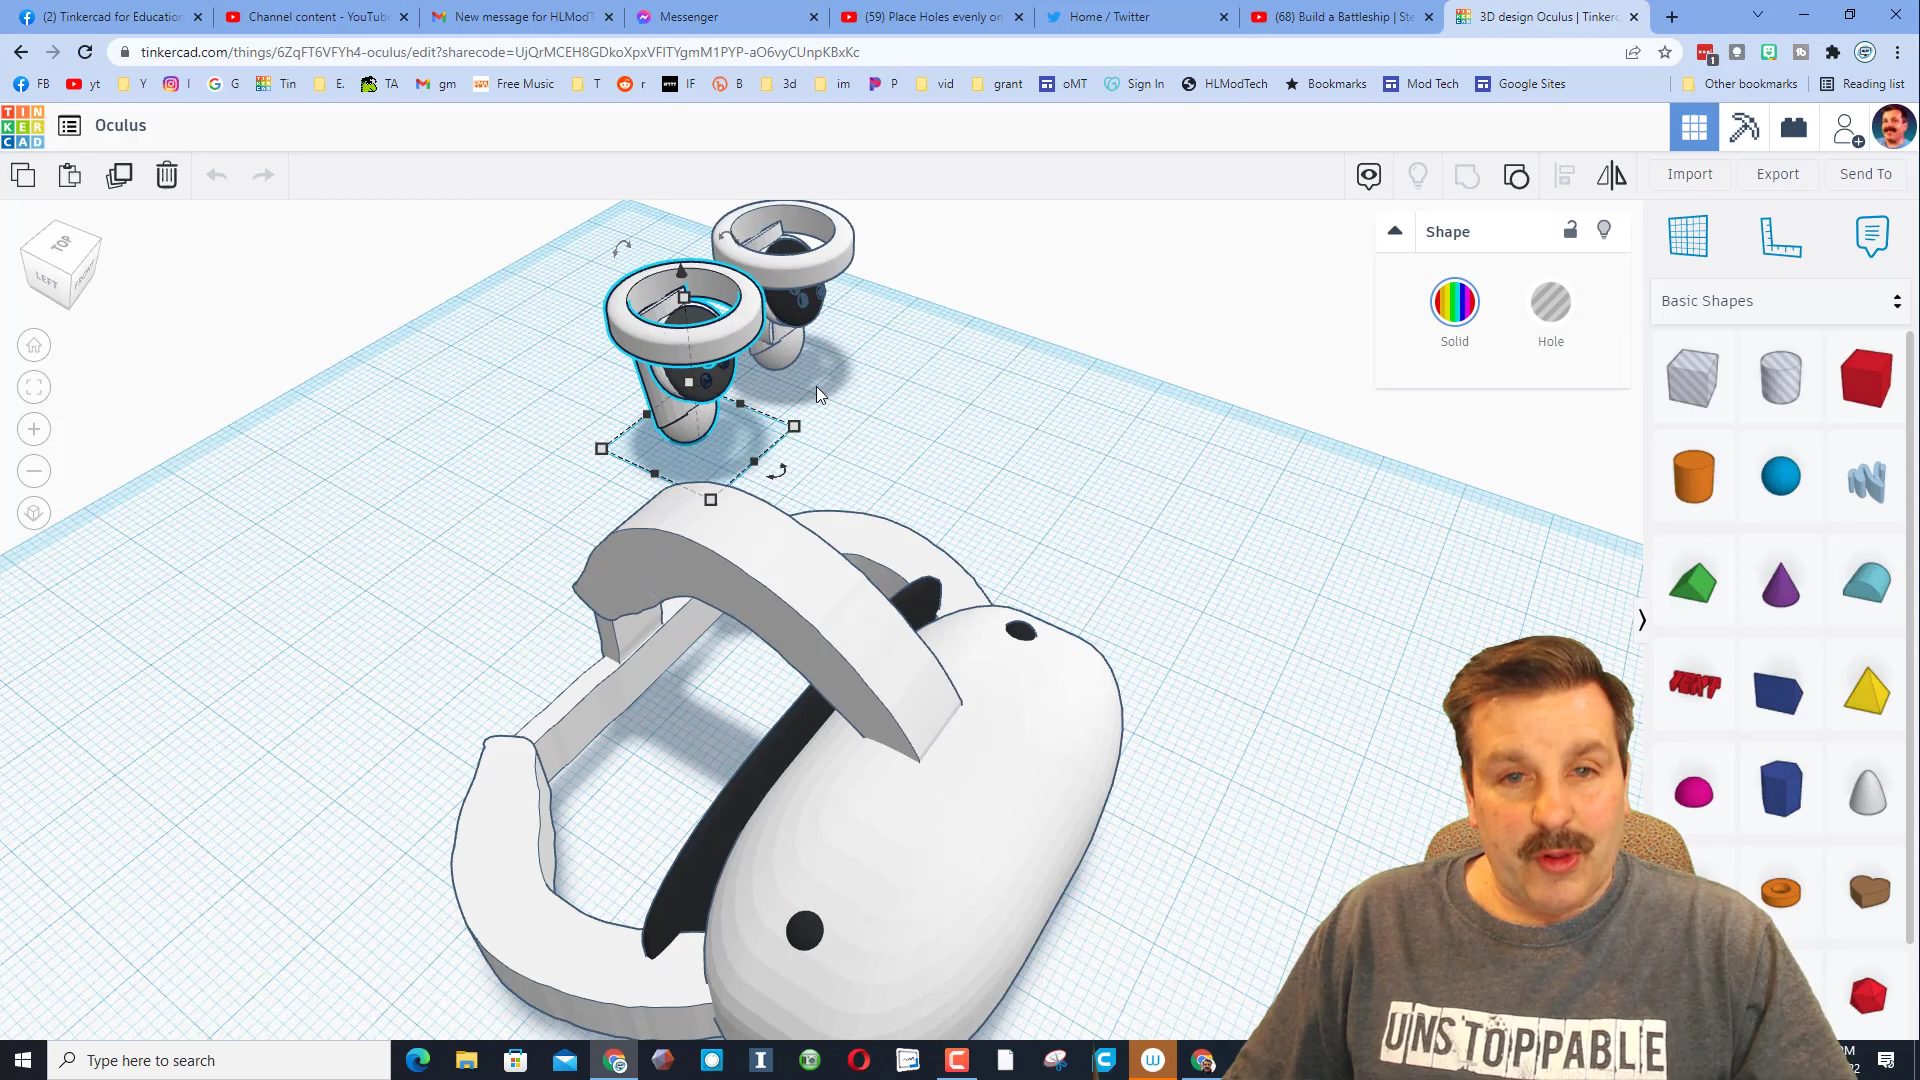 (2) Tinkercad for Education
Channel content - YouTub
New message for HLModT
Messenger
(59) Place Holes evenly on
Home / Twitter
(68) Build a Battleship | Ste
3D design Oculus | Tinkerc
tinkercad.com/things/6ZqFT6VFYh4-oculus/edit?sharecode=UjQrMCEH8GDkoXpxVFITYgmM1PYP-aO6vyCUnpKBxKc
FB
yt
Y
I
G
Tin
E.
TA
gm
Free Music
T
r
IF
B
3d
im
P
vid
grant
oMT
Sign In
HLModTech
Bookmarks
Mod Tech
Google Sites
Other bookmarks
Reading list
TIN
KER
CAD
Oculus
Import
Export
Send To
TOP
LEFT
FRONT
Shape
Solid
Hole
Basic Shapes
TEXT
UNSTOPPABLE
Type here to search